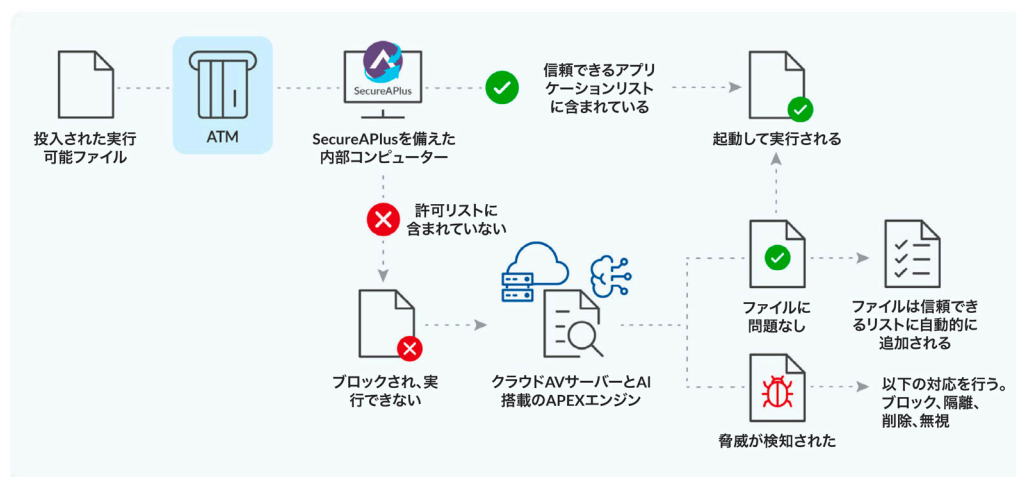 SecureAPlus
信頼できるアプリ
ケーションリスト
に含まれている
ATM
投入された実行
可能ファイル
SecureAPlusを備えた
内部コンピューター
起動して実行される
許可リストに
含まれていない
ファイルに
問題なし
ファイルは信頼でき
るリストに自動的に
追加される
ブロックされ、実
行できない
クラウドAVサーバーとAI
搭載のAPEXエンジン
以下の対応を行う。
ブロック、隔離、
削除、無視
脅威が検知された